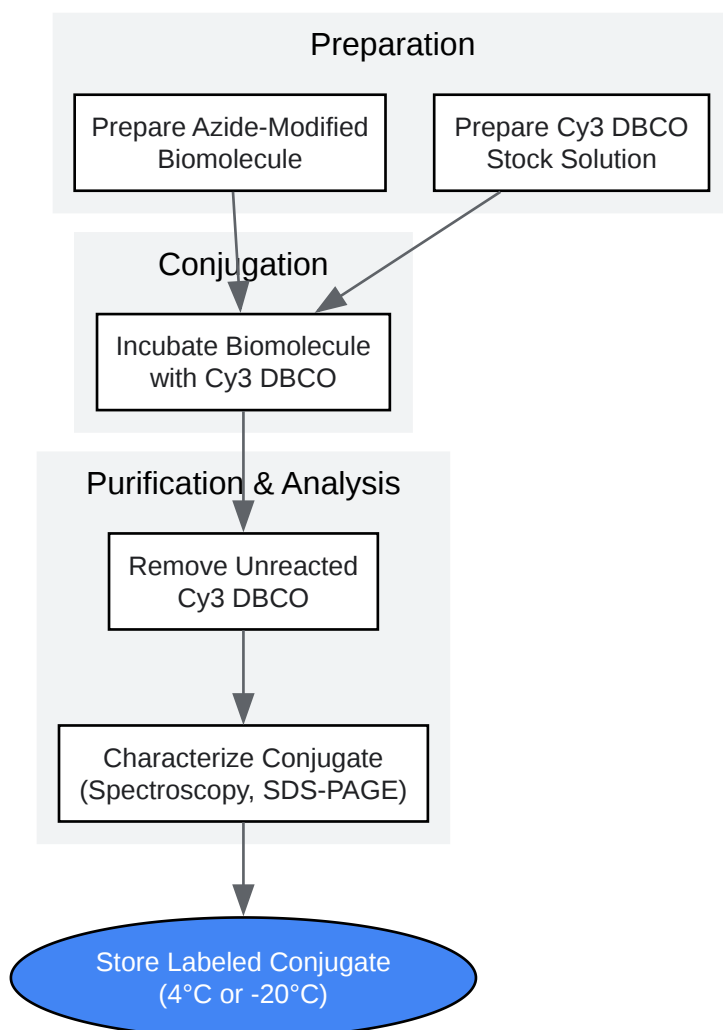 Preparation
Prepare Azide-Modified
Biomolecule
Prepare Cy3 DBCO
Stock Solution
Conjugation
Incubate Biomolecule
with Cy3 DBCO
Purification & Analysis
Remove Unreacted
Cy3 DBCO
Characterize Conjugate
(Spectroscopy, SDS-PAGE)
Store Labeled Conjugate
(4°C or -20°C)